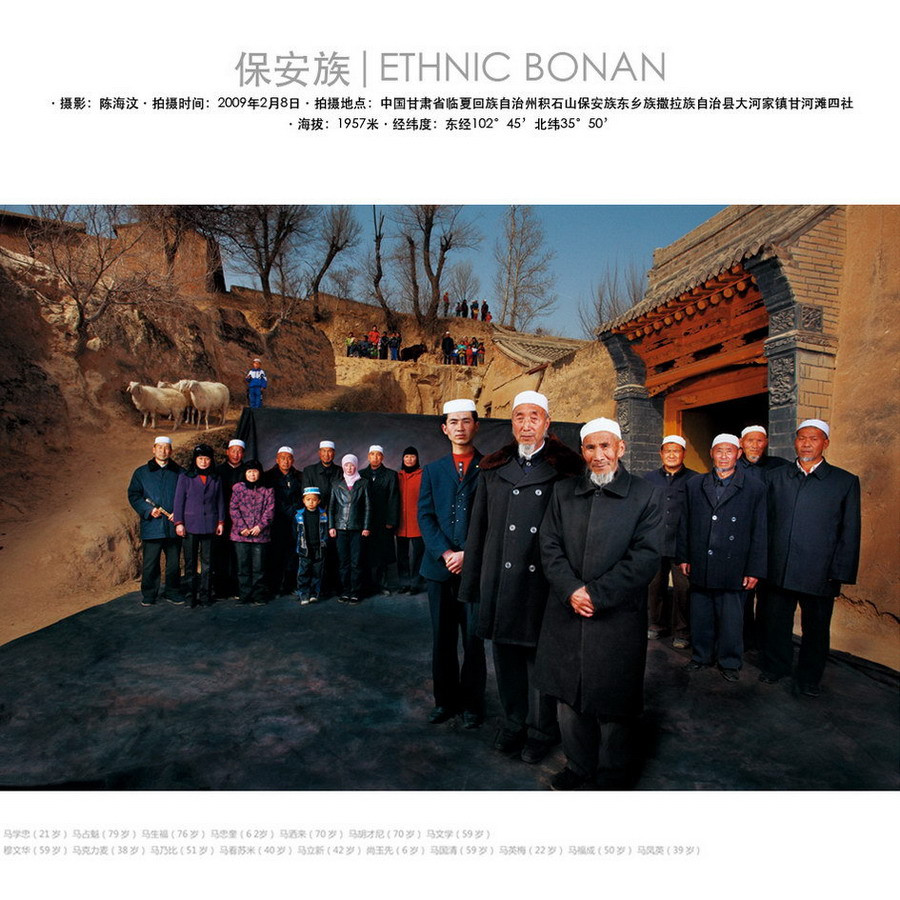 保安族 | ETHNIC BONAN
·摄影：陈海汶·拍摄时间：2009年2月8日·拍摄地点：中国甘肃省临夏回族自治州积石山保安族东乡族撒拉族自治县大河家镇甘河滩四社
·海拔：1957米·经纬度：东经102°45′北纬35°50′
马学忠（21岁）马占魁（79岁）马生福（76岁）马忠奎（62岁）马洒来（70岁）马胡才尼（70岁）马文学（59岁）
穆文华（59岁）马克力麦（38岁）马乃比（51岁）马看苏米（40岁）马立新（42岁）尚玉先（6岁）马国清（59岁）马英梅（22岁）马福成（50岁）马凤英（39岁）